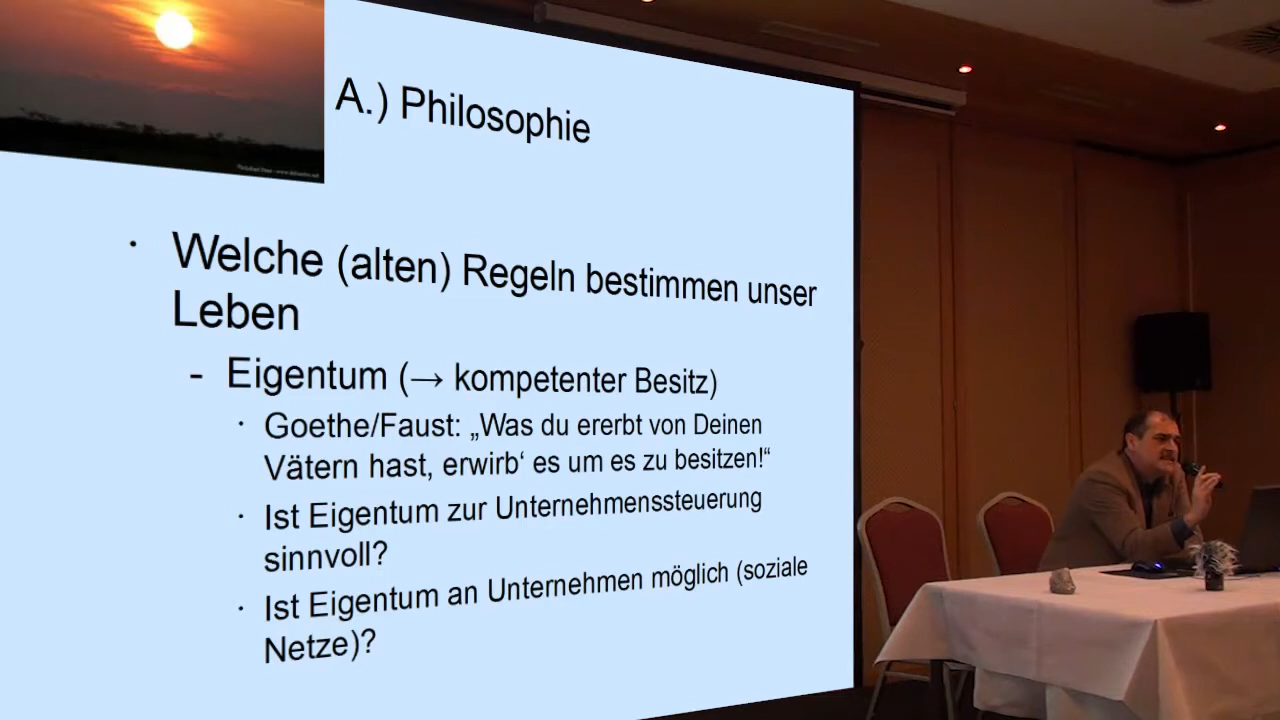 A.) Philosophie
• Welche (alten) Regeln bestimmen unser
Leben
- Eigentum (→ kompetenter Besitz)
• Goethe/Faust: „Was du ererbt von Deinen
Vätern hast, erwirb‘ es um es zu besitzen!“
• Ist Eigentum zur Unternehmenssteuerung
sinnvoll?
• Ist Eigentum an Unternehmen möglich (soziale
Netze)?